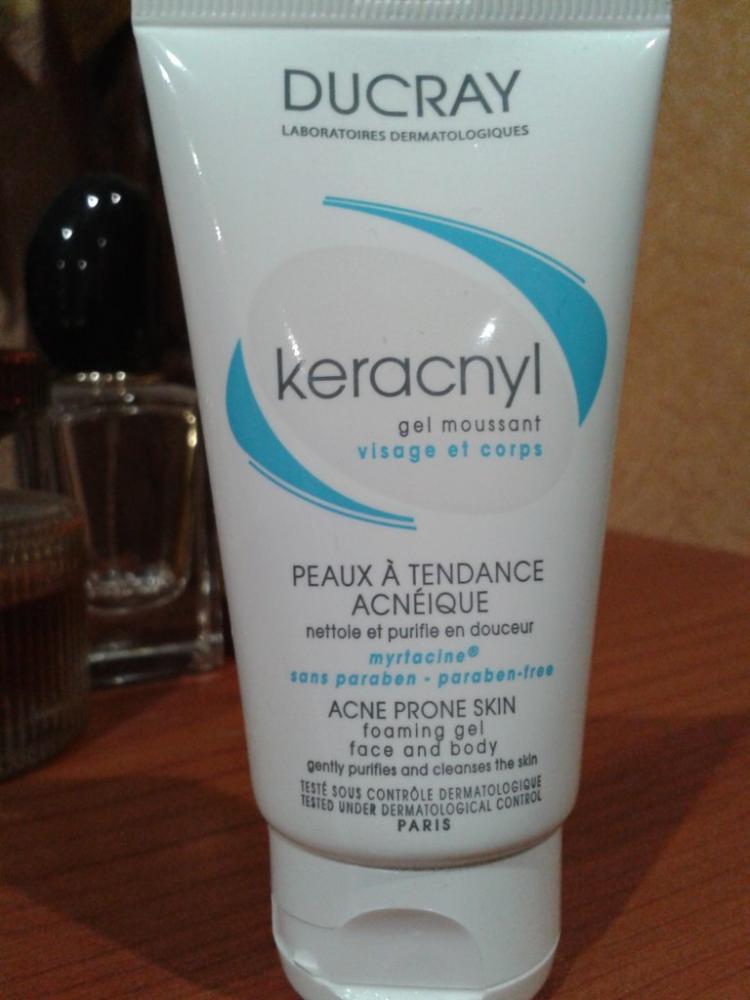 DUCRAY
LABORATOIRES DERMATOLOGIQUES
keracnyl
gel moussant
visage et corps
PEAUX À TENDANCE
ACNÉIQUE
nettoie et purifie en douceur
myrtacine®
sans paraben - paraben-free
ACNE PRONE SKIN
foaming gel
face and body
gently purifies and cleanses the skin
TESTÉ SOUS CONTRÔLE DERMATOLOGIQUE
TESTED UNDER DERMATOLOGICAL CONTROL
PARIS